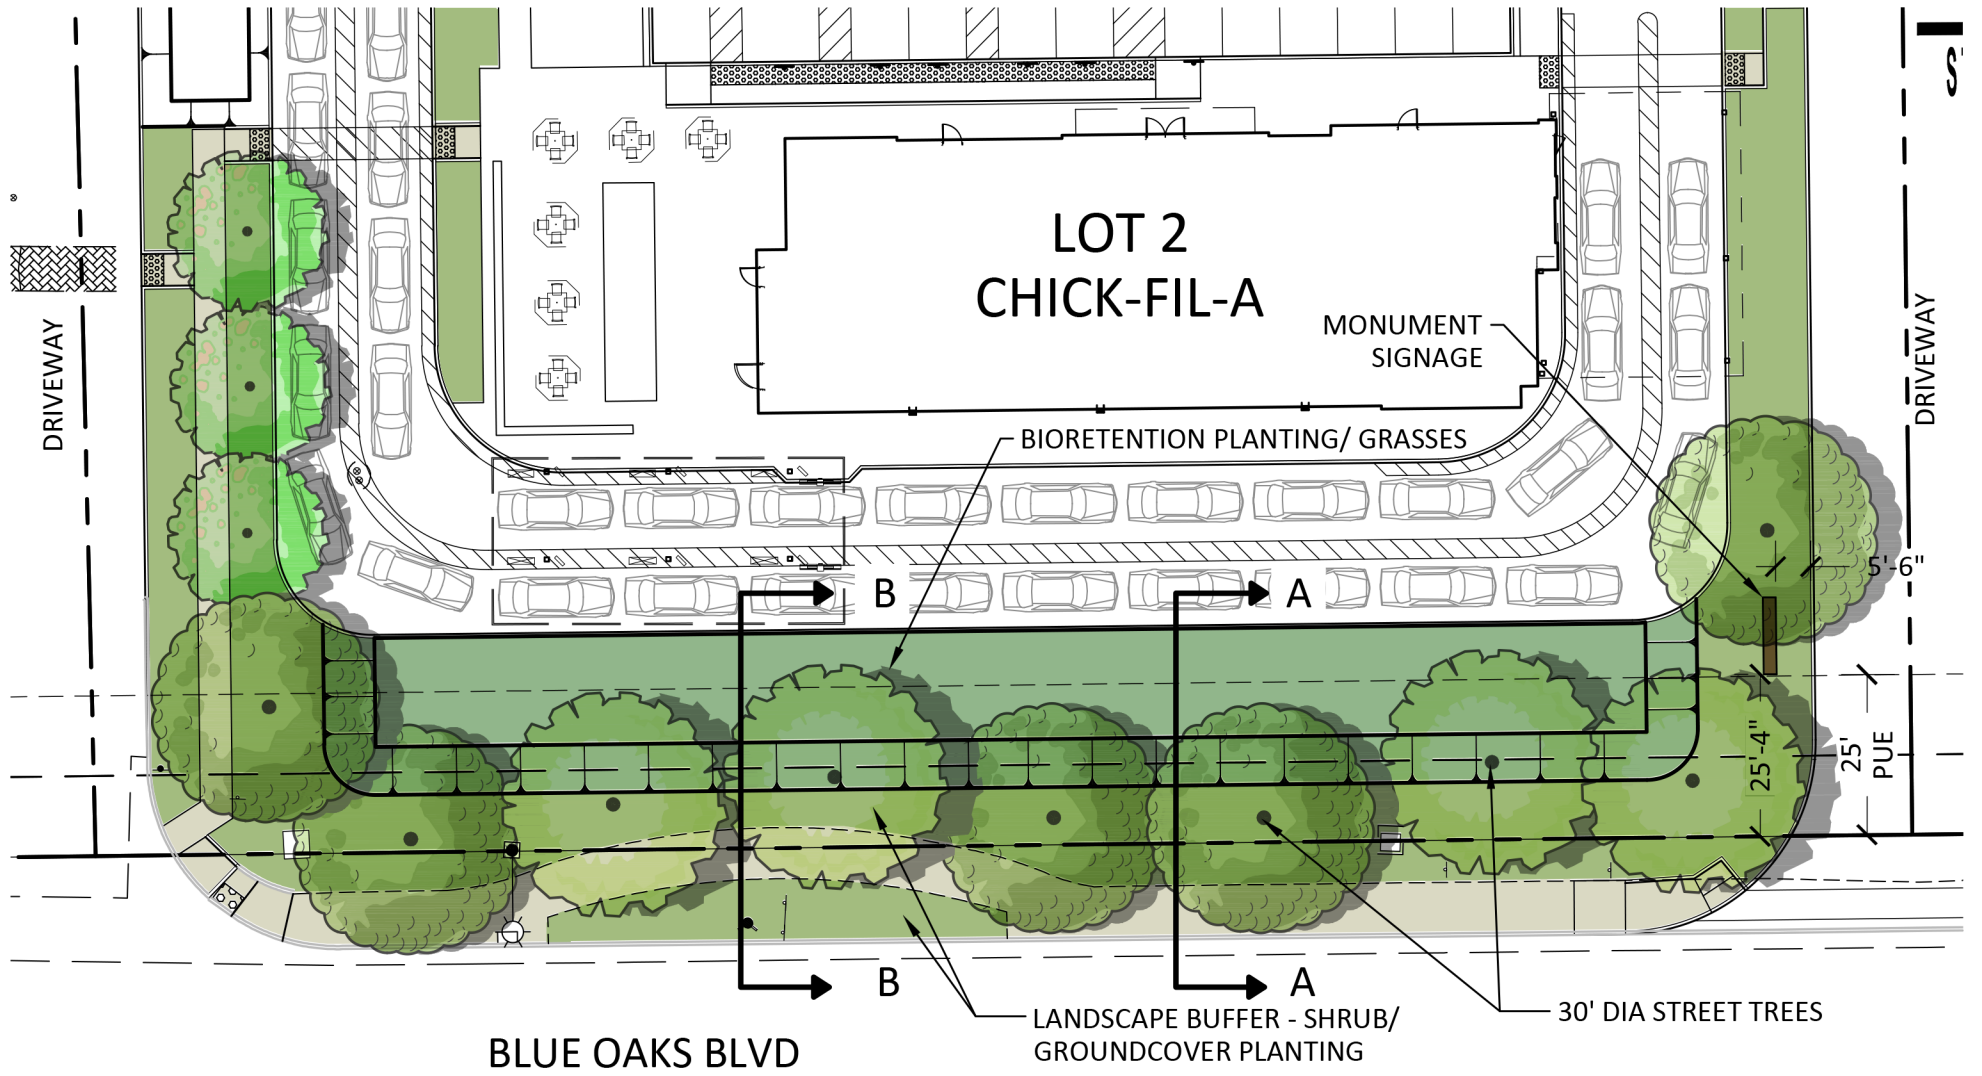 LOT 2
CHICK-FIL-A
MONUMENT
SIGNAGE
DRIVEWAY
DRIVEWAY
BIORETENTION PLANTING/ GRASSES
5'-6"
B
A
25'-4"
25'
PUE
B
A
LANDSCAPE BUFFER - SHRUB/
GROUNDCOVER PLANTING
30' DIA STREET TREES
BLUE OAKS BLVD